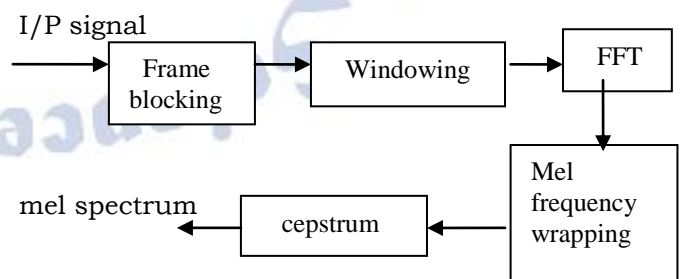 I/P signal
Frame
blocking
Windowing
FFT
Mel
frequency
wrapping
cepstrum
mel spectrum